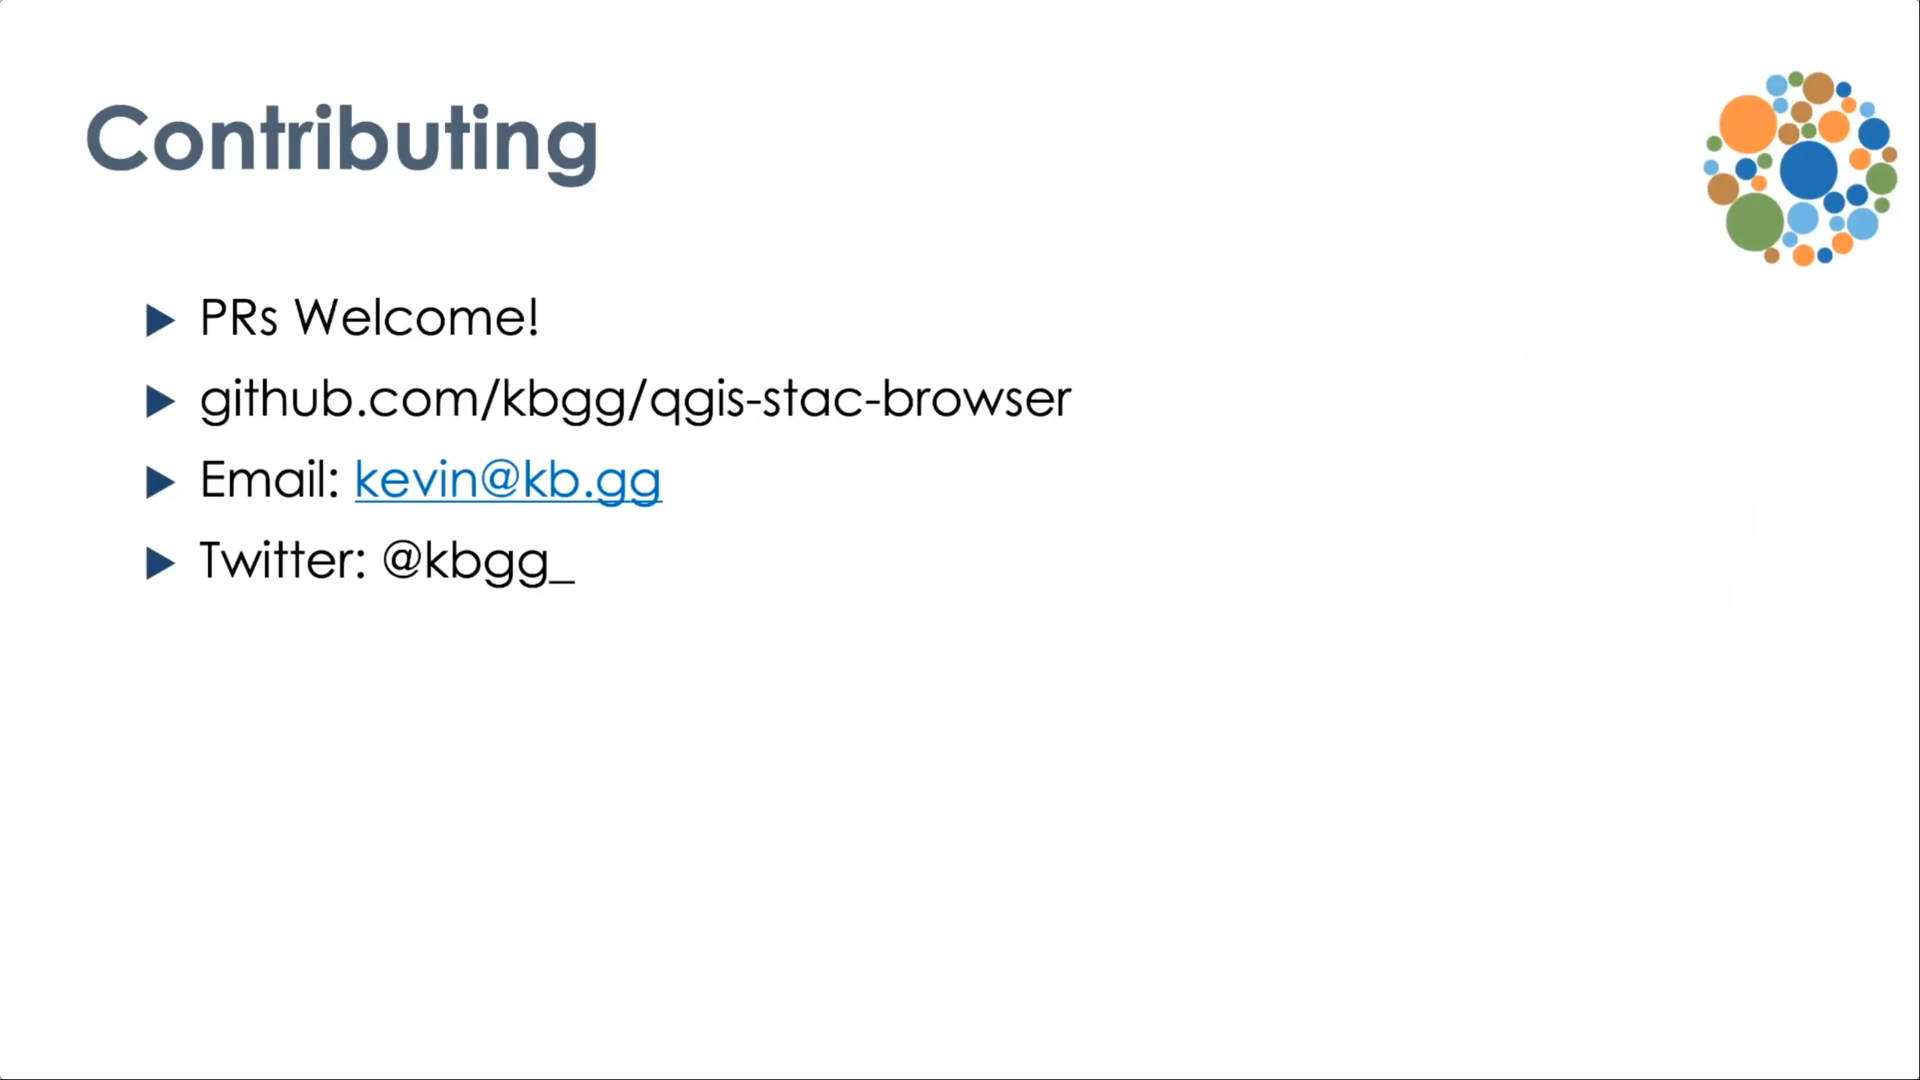 Contributing
PRs Welcome!
github.com/kbgg/qgis-stac-browser
Email: kevin@kb.gg
Twitter: @kbgg_